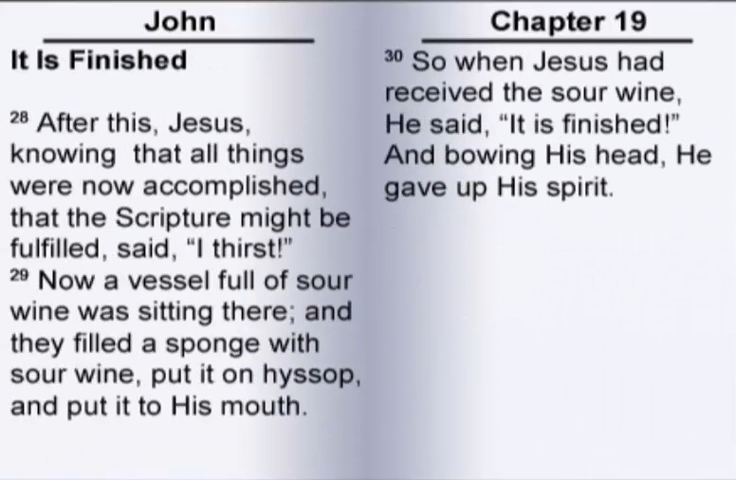 John
It Is Finished
²⁸ After this, Jesus,
knowing that all things
were now accomplished,
that the Scripture might be
fulfilled, said, “I thirst!”
²⁹ Now a vessel full of sour
wine was sitting there; and
they filled a sponge with
sour wine, put it on hyssop,
and put it to His mouth.
Chapter 19
³⁰ So when Jesus had
received the sour wine,
He said, “It is finished!”
And bowing His head, He
gave up His spirit.